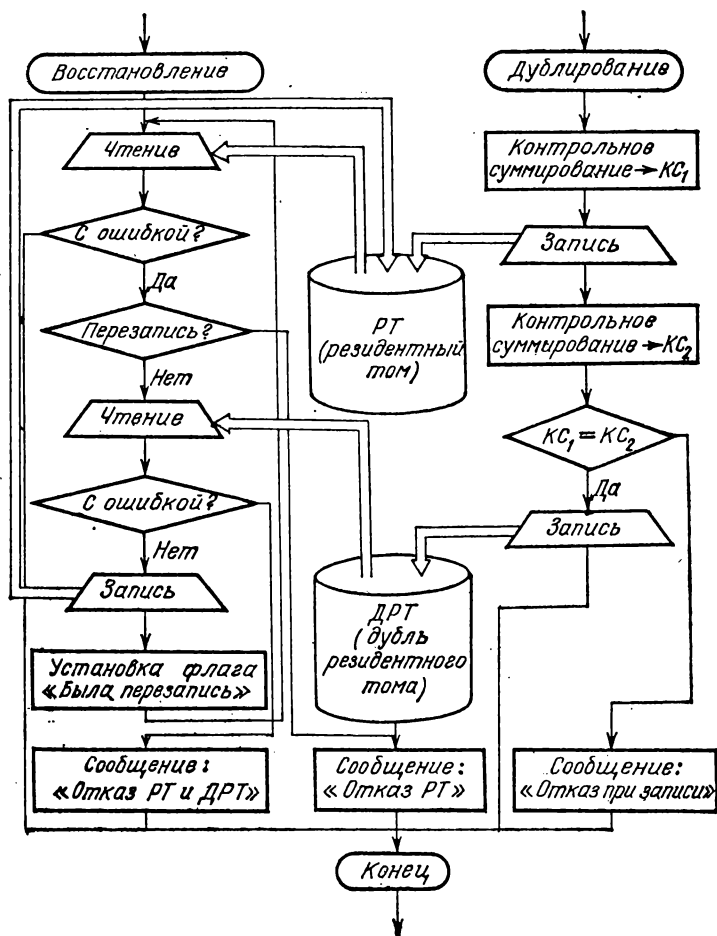 Восстановление
Чтение
С ошибкой?
Да
Перезапись?
Нет
Чтение
С ошибкой?
Нет
Запись
Установка флага
«Была перезапись»
Сообщение:
«Отказ РТ и ДРТ»
РТ
(резидентный
том)
ДРТ
(дубль
резидентного
тома)
Сообщение:
«Отказ РТ»
Конец
Дублирование
Контрольное
суммирование→КС₁
Запись
Контрольное
суммирование→КС₂
КС₁ = КС₂
Да
Запись
Сообщение:
«Отказ при записи»